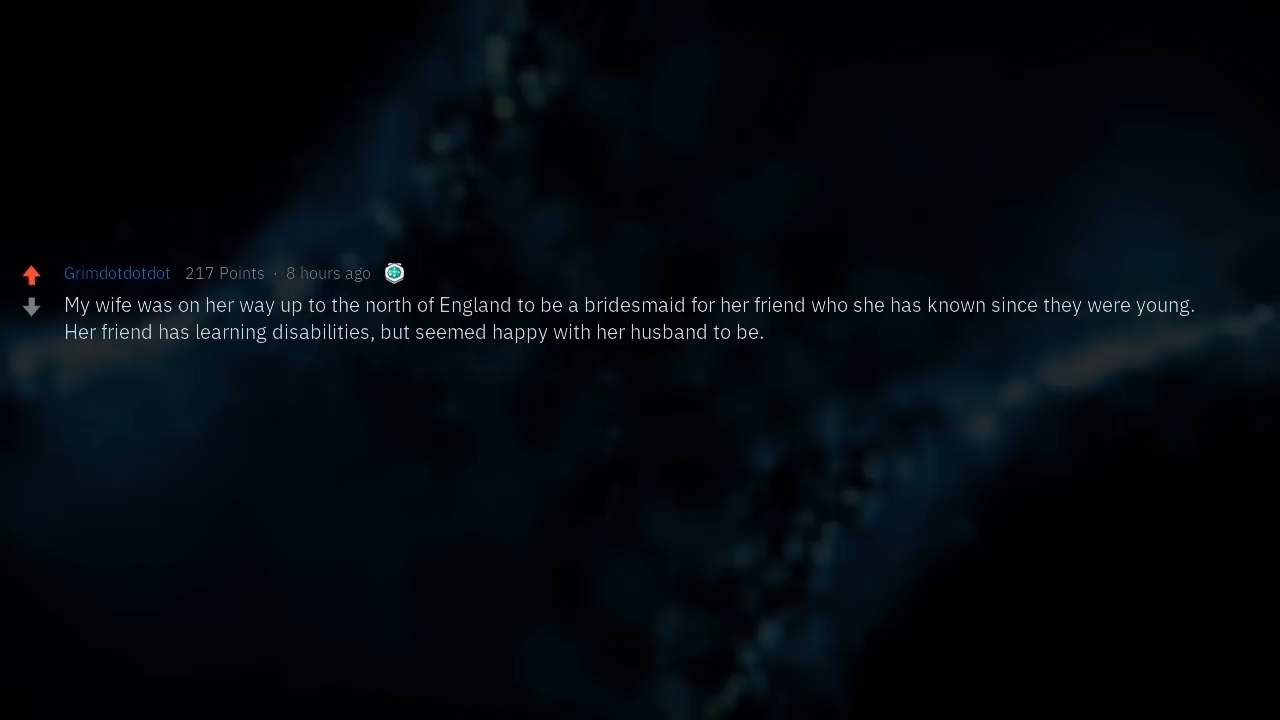 Grimdotdotdot 217 Points · 8 hours ago
My wife was on her way up to the north of England to be a bridesmaid for her friend who she has known since they were young.
Her friend has learning disabilities, but seemed happy with her husband to be.